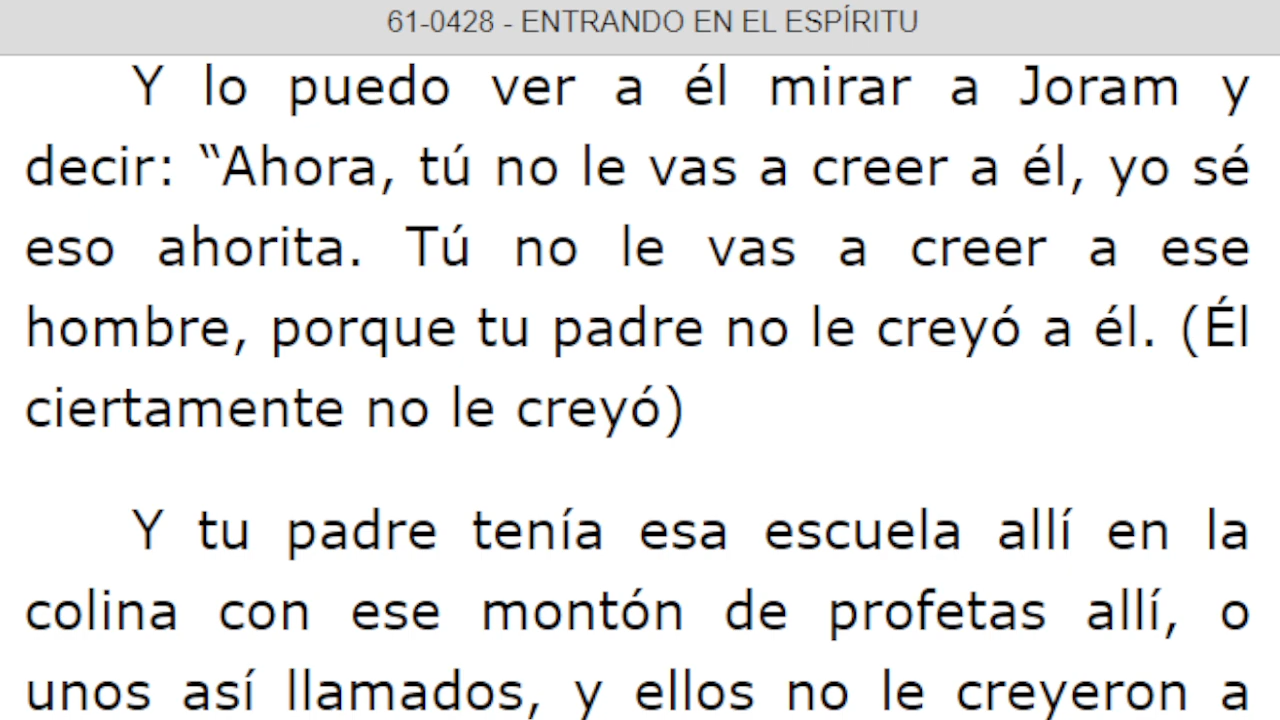 61-0428 - ENTRANDO EN EL ESPÍRITU
Y lo puedo ver a él mirar a Joram y
decir: “Ahora, tú no le vas a creer a él, yo sé
eso ahorita. Tú no le vas a creer a ese
hombre, porque tu padre no le creyó a él. (Él
ciertamente no le creyó)
Y tu padre tenía esa escuela allí en la
colina con ese montón de profetas allí, o
unos así llamados, y ellos no le creyeron a